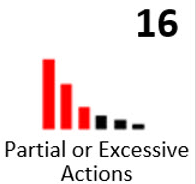 16
Partial or Excessive
Actions